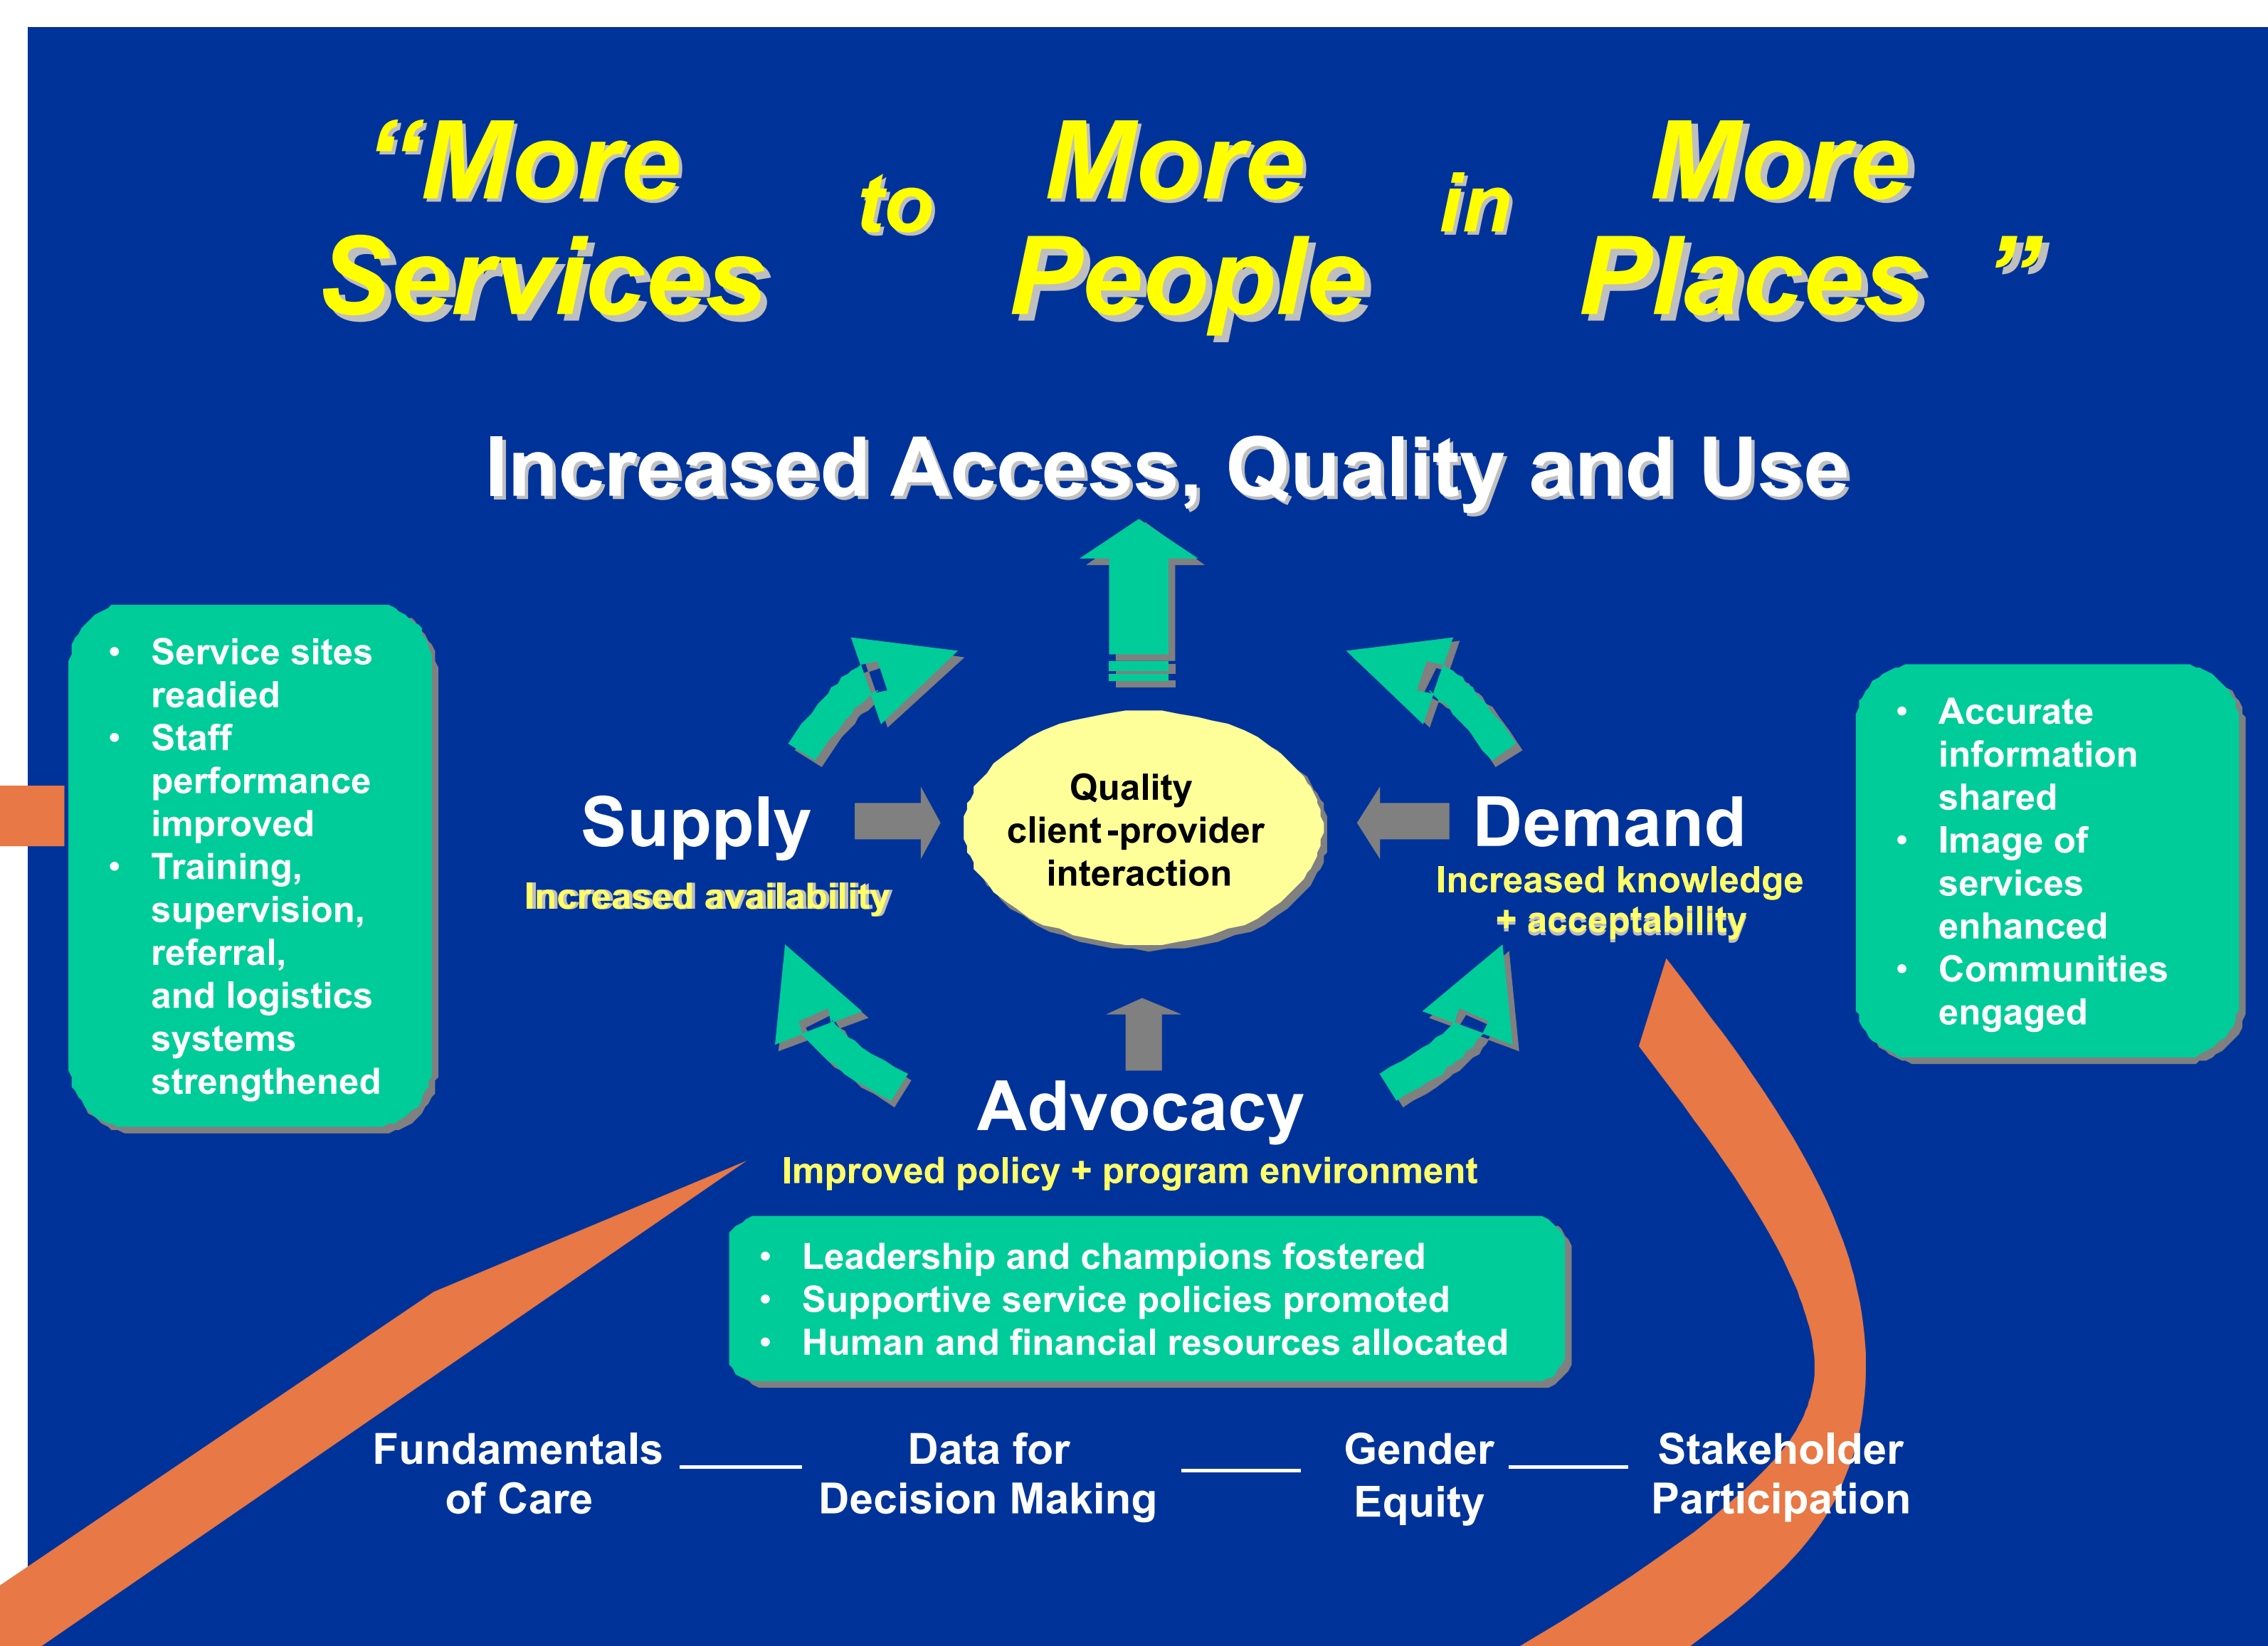 “More Services to More People in More Places ”
Increased Access, Quality and Use
• Service sites
readied
• Staff
performance
improved
• Training,
supervision,
referral,
and logistics
systems
strengthened
Supply
Increased availability
Quality
client-provider
interaction
Demand
Increased knowledge
+ acceptability
• Accurate
information
shared
• Image of
services
enhanced
• Communities
engaged
Advocacy
Improved policy + program environment
• Leadership and champions fostered
• Supportive service policies promoted
• Human and financial resources allocated
Fundamentals
of Care
Data for
Decision Making
Gender
Equity
Stakeholder
Participation